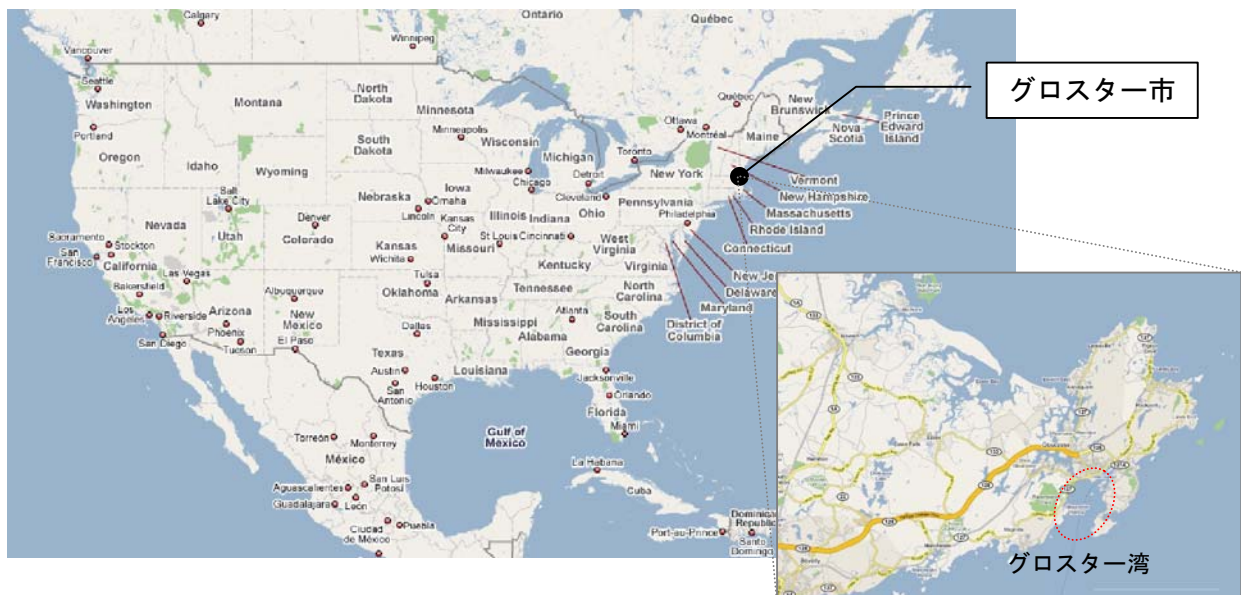 Calgary
Ontario
Québec
Vancouver
Winnipeg
Seattle
Washington
Montana
North
Dakota
Minnesota
Québec
New
Brunswick
Prince
Edward
Island
Nova
Scotia
Maine
Portland
Oregon
Idaho
Wyoming
South
Dakota
Minneapolis
Wisconsin
Michigan
Ottawa
Montréal
Toronto
Milwaukee
Detroit
New York
Vermont
New Hampshire
Massachusetts
Rhode Island
Connecticut
Salt
Lake City
Nebraska
Iowa
Omaha
Chicago
Cleveland
Pennsylvania
Philadelphia
Nevada
Utah
Denver
Colorado
Lincoln
Kansas
City
Illinois
Indiana
Ohio
Sacramento
Stockton
San
Francisco
California
Kansas
Wichita
Missouri
St Louis
Cincinnati
West
Virginia
Kentucky
Virginia
New Je
Delaware
Maryland
District of
Columbia
Las Vegas
Bakersfield
Albuquerque
Tulsa
Oklahoma
Arkansas
Tennessee
North
Carolina
Los
Angeles
Riverside
Arizona
Phoenix
Tucson
San Diego
New
Mexico
El Paso
Dallas
Mississippi
Atlanta
Alabama
South
Carolina
Georgia
Texas
Austin
San
Antonio
Houston
Louisiana
Jacksonville
Orlando
Florida
Miami
Gulf of
Mexico
Torreón
Monterrey
México
La Habana
Cuba
Aguascalientes
San Luis
Potosí
Guadalajara
León
Ciudad
de México
Puebla
Port-au-Prince
Dominican
Republic
Santo
Domingo
グロスター市
グロスター湾